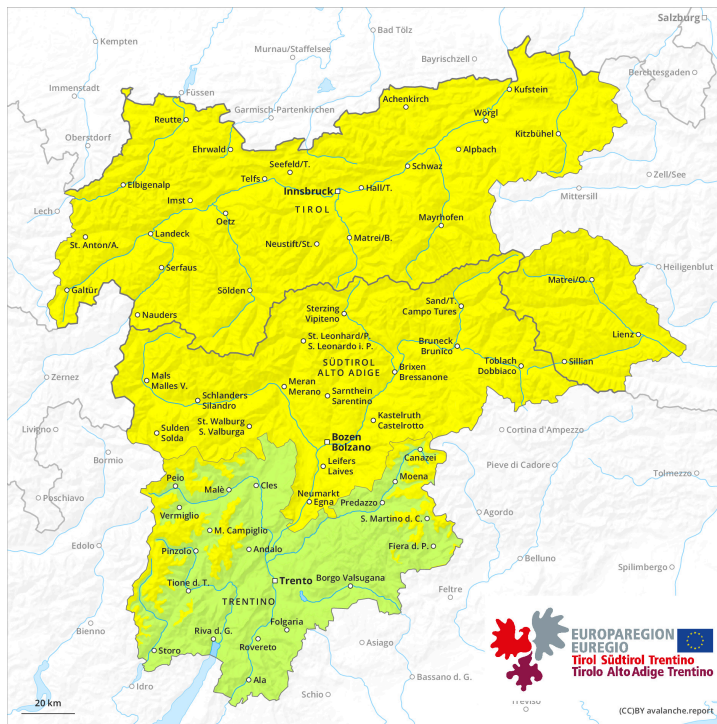 Salzburg
Kempten
Bad Tölz
Murnau/Staffelsee
Bayrischzell
Berchtesgaden
Immenstadt
Füssen
Garmisch-Partenkirchen
Achenkirch
Kufstein
Reutte
Wörgl
Oberstdorf
Kitzbühel
Ehrwald
Alpbach
Seefeld/T.
Schwaz
Zell/See
Telfs
Elbigenalp
Innsbruck
Hall/T.
Mittersill
Imst
TIROL
Lech
Oetz
Mayrhofen
St. Anton/A.
Landeck
Neustift/St.
Matrei/B.
Serfaus
Heiligenblut
Galtür
Sölden
Matrei/O.
Nauders
Sterzing
Vipiteno
Sand/T.
Campo Tures
Lienz
St. Leonhard/P.
S. Leonardo i. P.
Bruneck
Brunico
SÜDTIROL
ALTO ADIGE
Toblach
Dobbiaco
Sillian
Zernez
Mals
Malles V.
Meran
Merano
Brixen
Bressanone
Schlanders
Silandro
Sarnthein
Sarentino
St. Walburg
S. Valburga
Kastelruth
Castelrotto
Livigno
Sulden
Solda
Cortina d'Ampezzo
Bozen
Bolzano
Bormio
Canazei
Pieve di Cadore
Leifers
Laives
Tolmezzo
Peio
Malè
Cles
Moena
Poschiavo
Neumarkt
Egna
Predazzo
Vermiglio
Agordo
S. Martino d. C.
M. Campiglio
Edolo
Pinzolo
Andalo
Fiera d. P.
Belluno
Spilimbergo
Tione d. T.
Trento
Borgo Valsugana
Feltre
TRENTINO
Bienno
Folgaria
Riva d. G.
Rovereto
Asiago
Storo
Bassano d. G.
Ala
Idro
Schio
Treviso
20 km
EUROPAREGION
EUREGIO
Tirol Südtirol Trentino
Tirolo Alto Adige Trentino
(CC)BY avalanche.report